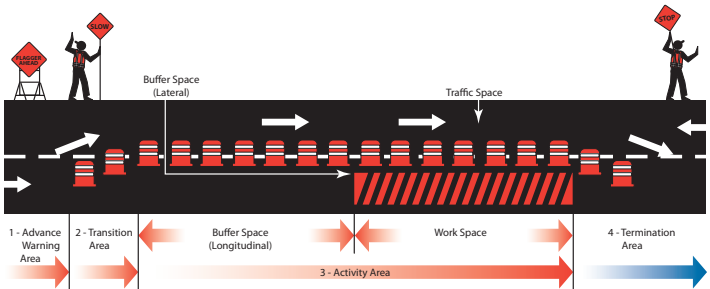 FLAGGER
AHEAD
SLOW
STOP
Buffer Space
(Lateral)
Traffic Space
1 - Advance
Warning
Area
2 - Transition
Area
Buffer Space
(Longitudinal)
Work Space
4 - Termination
Area
3 - Activity Area